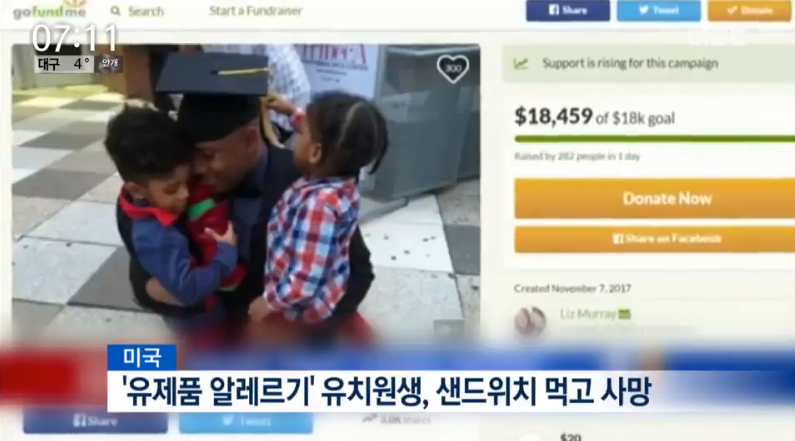 gofundme
Search
Start a Fundraiser
Share
Tweet
Donate
07:11
대구 4° 안개
300
Support is rising for this campaign
$18,459 of $18k goal
Raised by 282 people in 1 day
Donate Now
Share on Facebook
Created November 7, 2017
Liz Murray
미국
'유제품 알레르기' 유치원생, 샌드위치 먹고 사망
Share
Tweet
$20